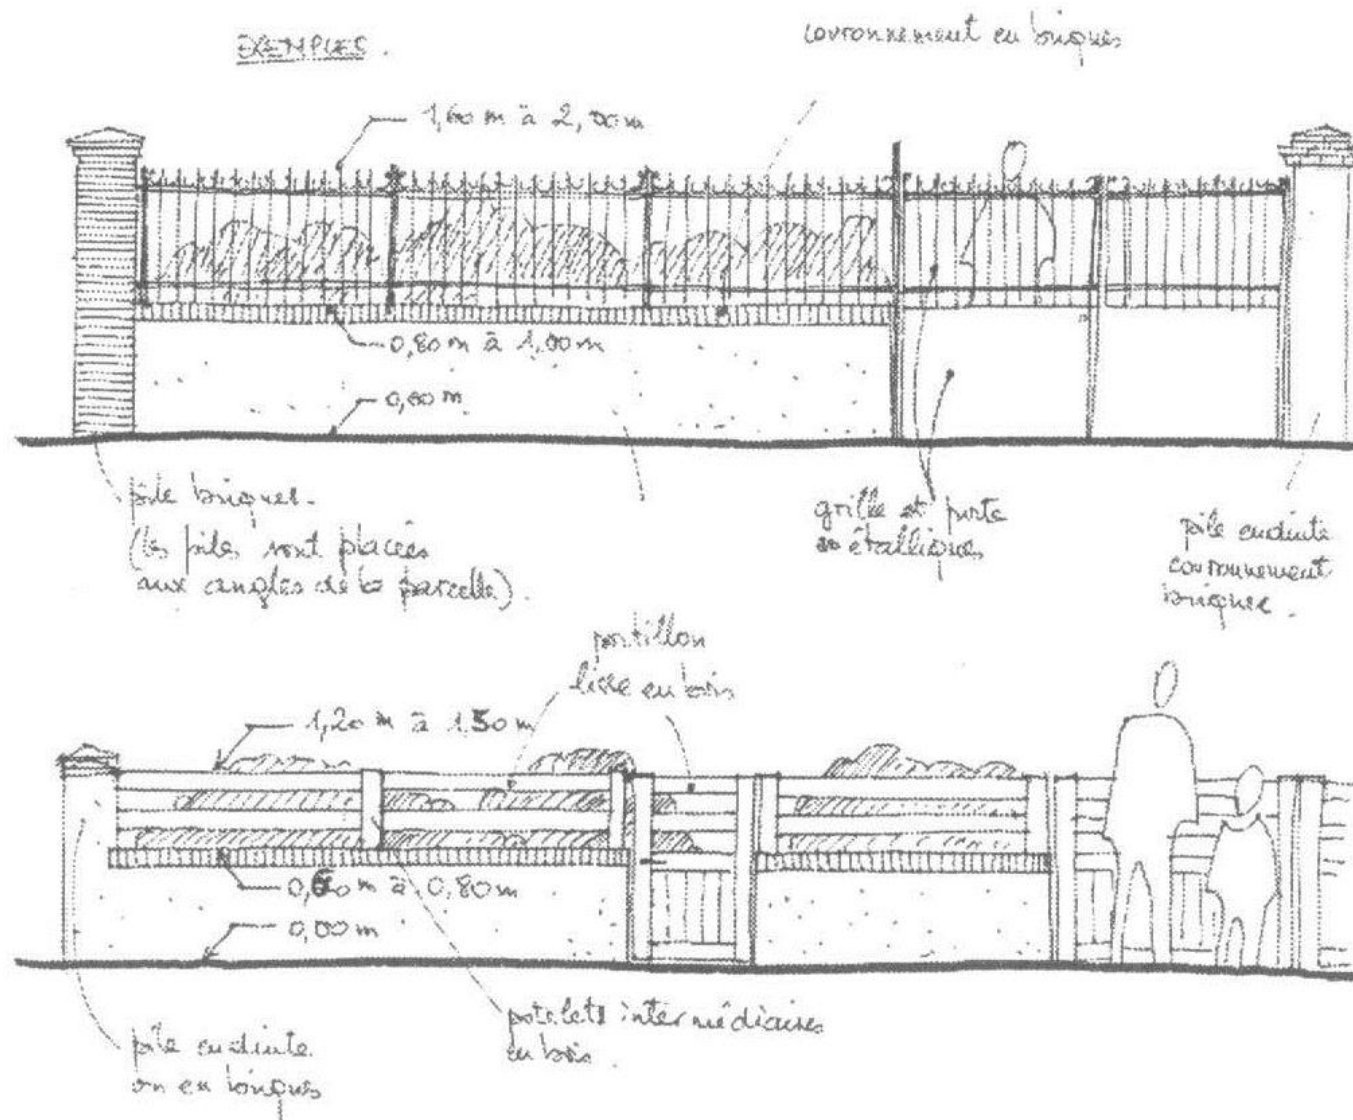 EXEMPLES.
couronnement en briques
1,60 m à 2,00 m
0,80 m à 1,00 m
0,00 m
pile briques.
(les piles sont placées
aux angles de la parcelle).
grille et porte
métalliques
pile enduite
couronnement
briques.
portillon
lisse en bois
1,20 m à 1.50 m
0,60 m à 0,80 m
0,00 m
potelets intermédiaires
en bois.
pile enduite
ou en briques